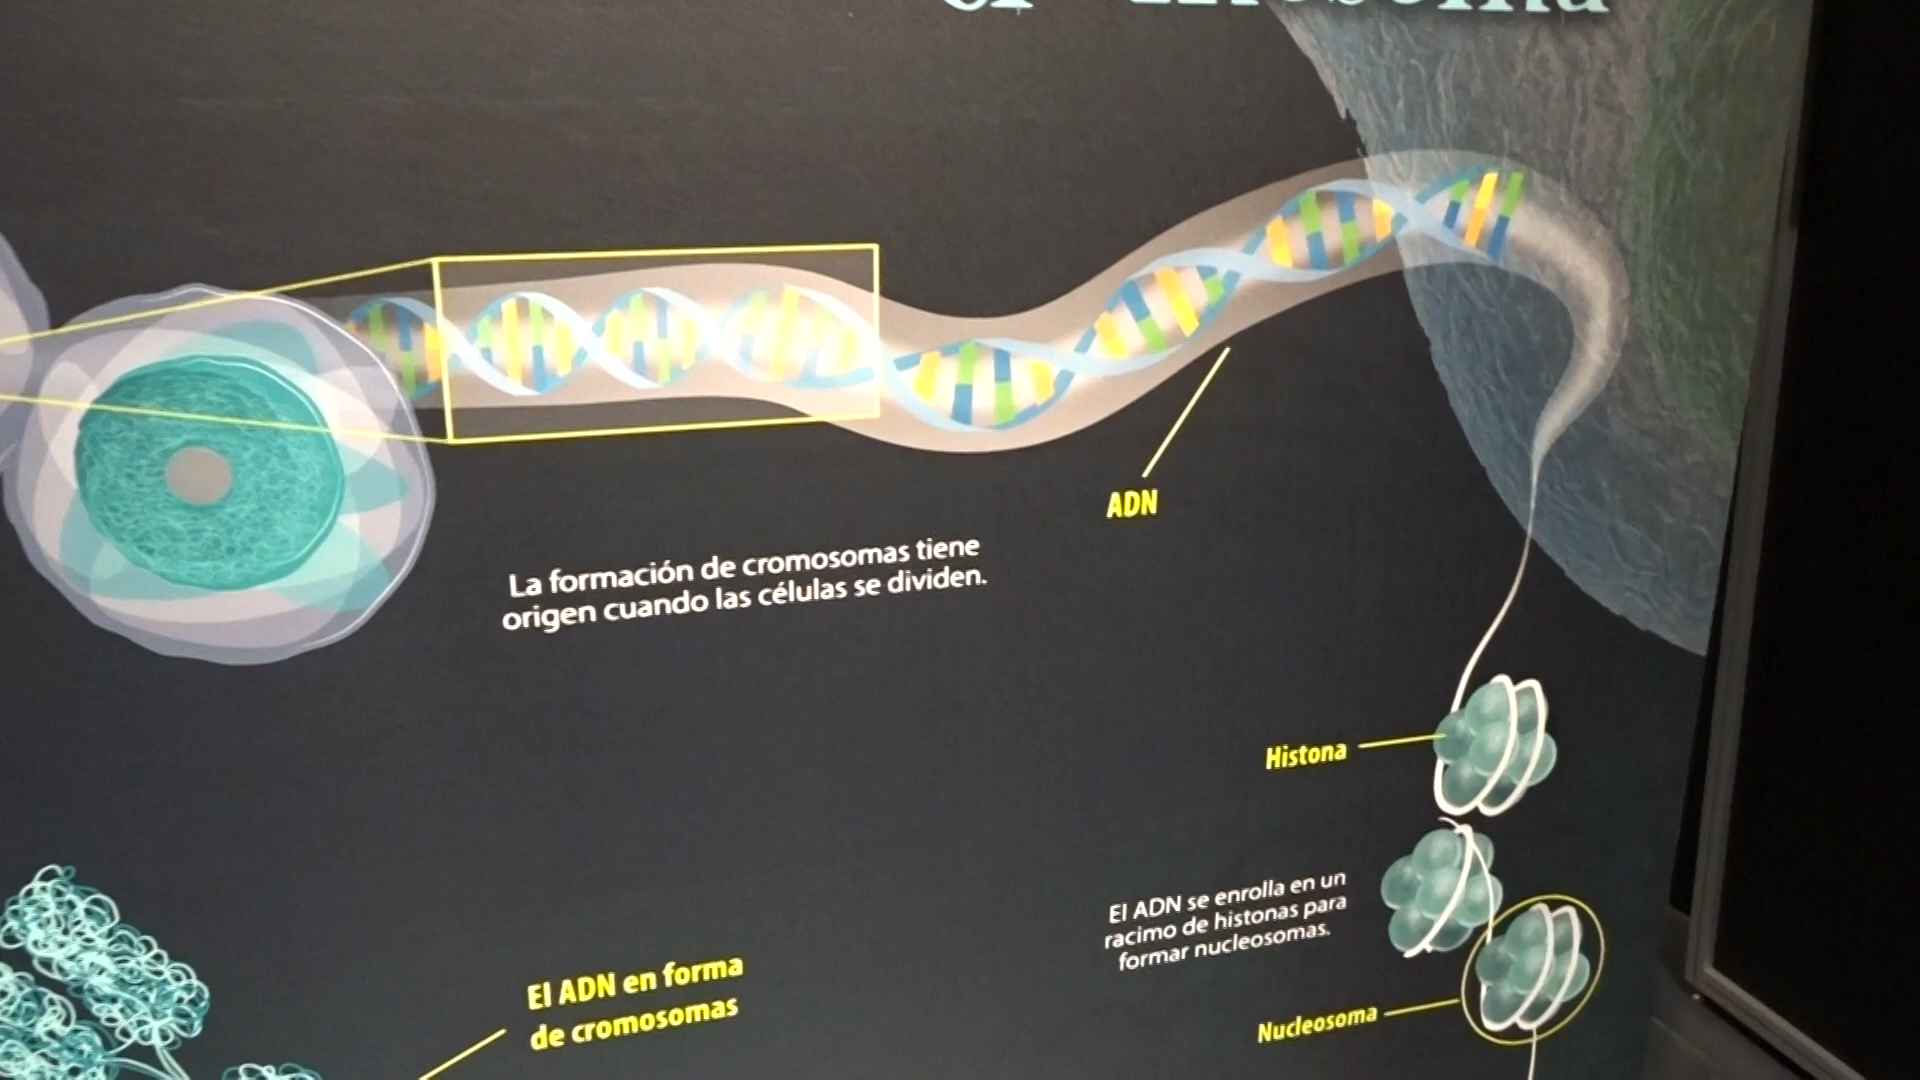 ADN
La formación de cromosomas tiene
origen cuando las células se dividen.
Histona
El ADN se enrolla en un
racimo de histonas para
formar nucleosomas.
El ADN en forma
de cromosomas
Nucleosoma